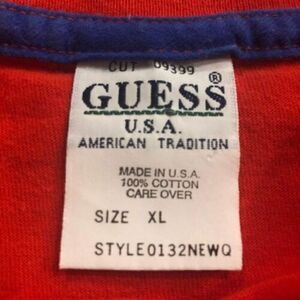 CUT 09399
GUESS®
U.S.A.
AMERICAN TRADITION
MADE IN U.S.A.
100% COTTON
CARE OVER
SIZE XL
STYLE0132NEWQ